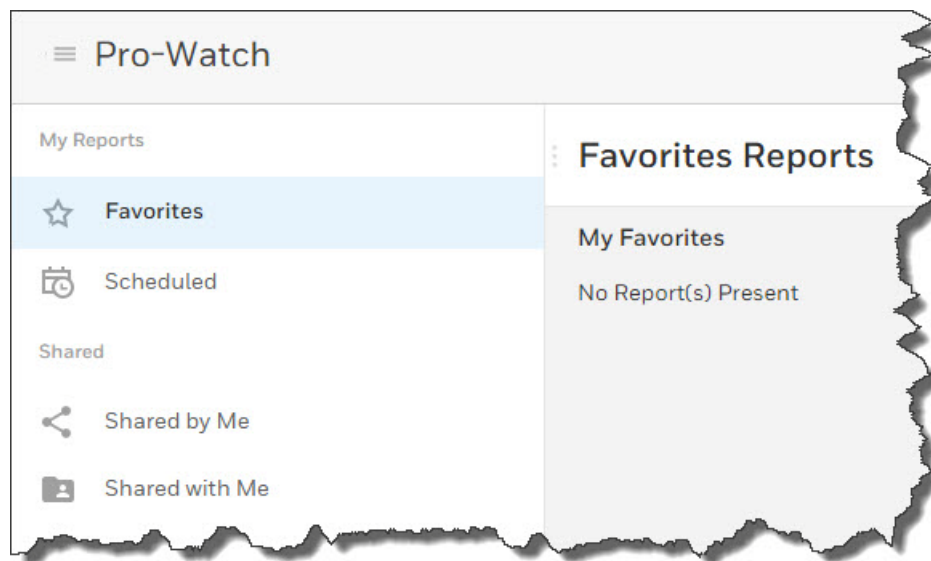 Pro-Watch
My Reports
Favorites
Scheduled
Shared
Shared by Me
Shared with Me
Favorites Reports
My Favorites
No Report(s) Present